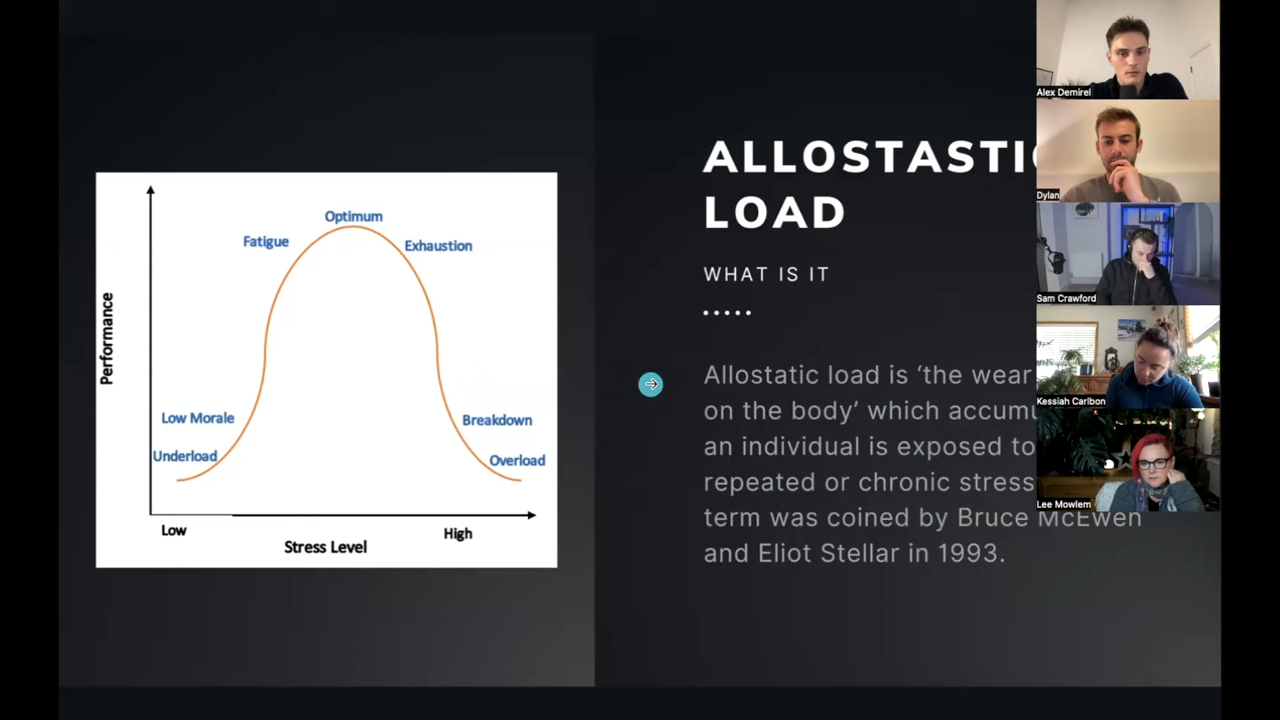 Optimum
Fatigue
Exhaustion
Performance
Low Morale
Breakdown
Underload
Overload
Low
High
Stress Level
ALLOSTASTIC
LOAD
WHAT IS IT
Allostatic load is ‘the wear
on the body’ which
an individual is exposed to
repeated or chronic stress
term was coined by Bruce McEwen
and Eliot Stellar in 1993.
Alex Demirel
Dylan
Sam Crawford
Kessiah Carlbon
Lee Mowlem